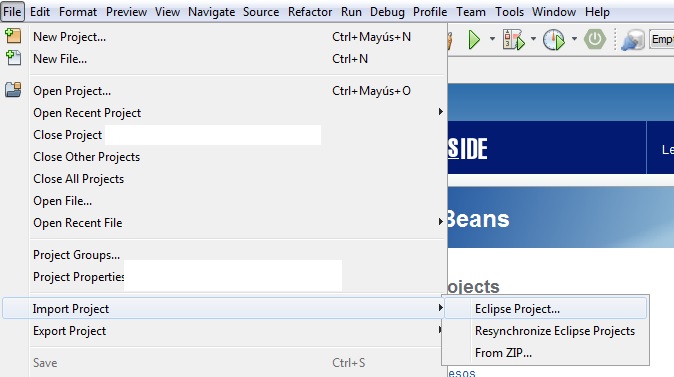 File Edit Format Preview View Navigate Source Refactor Run Debug Profile Team Tools Window Help
New Project... Ctrl+Mayús+N
New File... Ctrl+N
Empt
Open Project... Ctrl+Mayús+O
Open Recent Project
Close Project
SIDE
Le
Close Other Projects
Close All Projects
Open File...
Open Recent File
Beans
Project Groups...
Project Properties
ojects
Import Project
Eclipse Project...
Export Project
Resynchronize Eclipse Projects
From ZIP...
Save Ctrl+S
esos